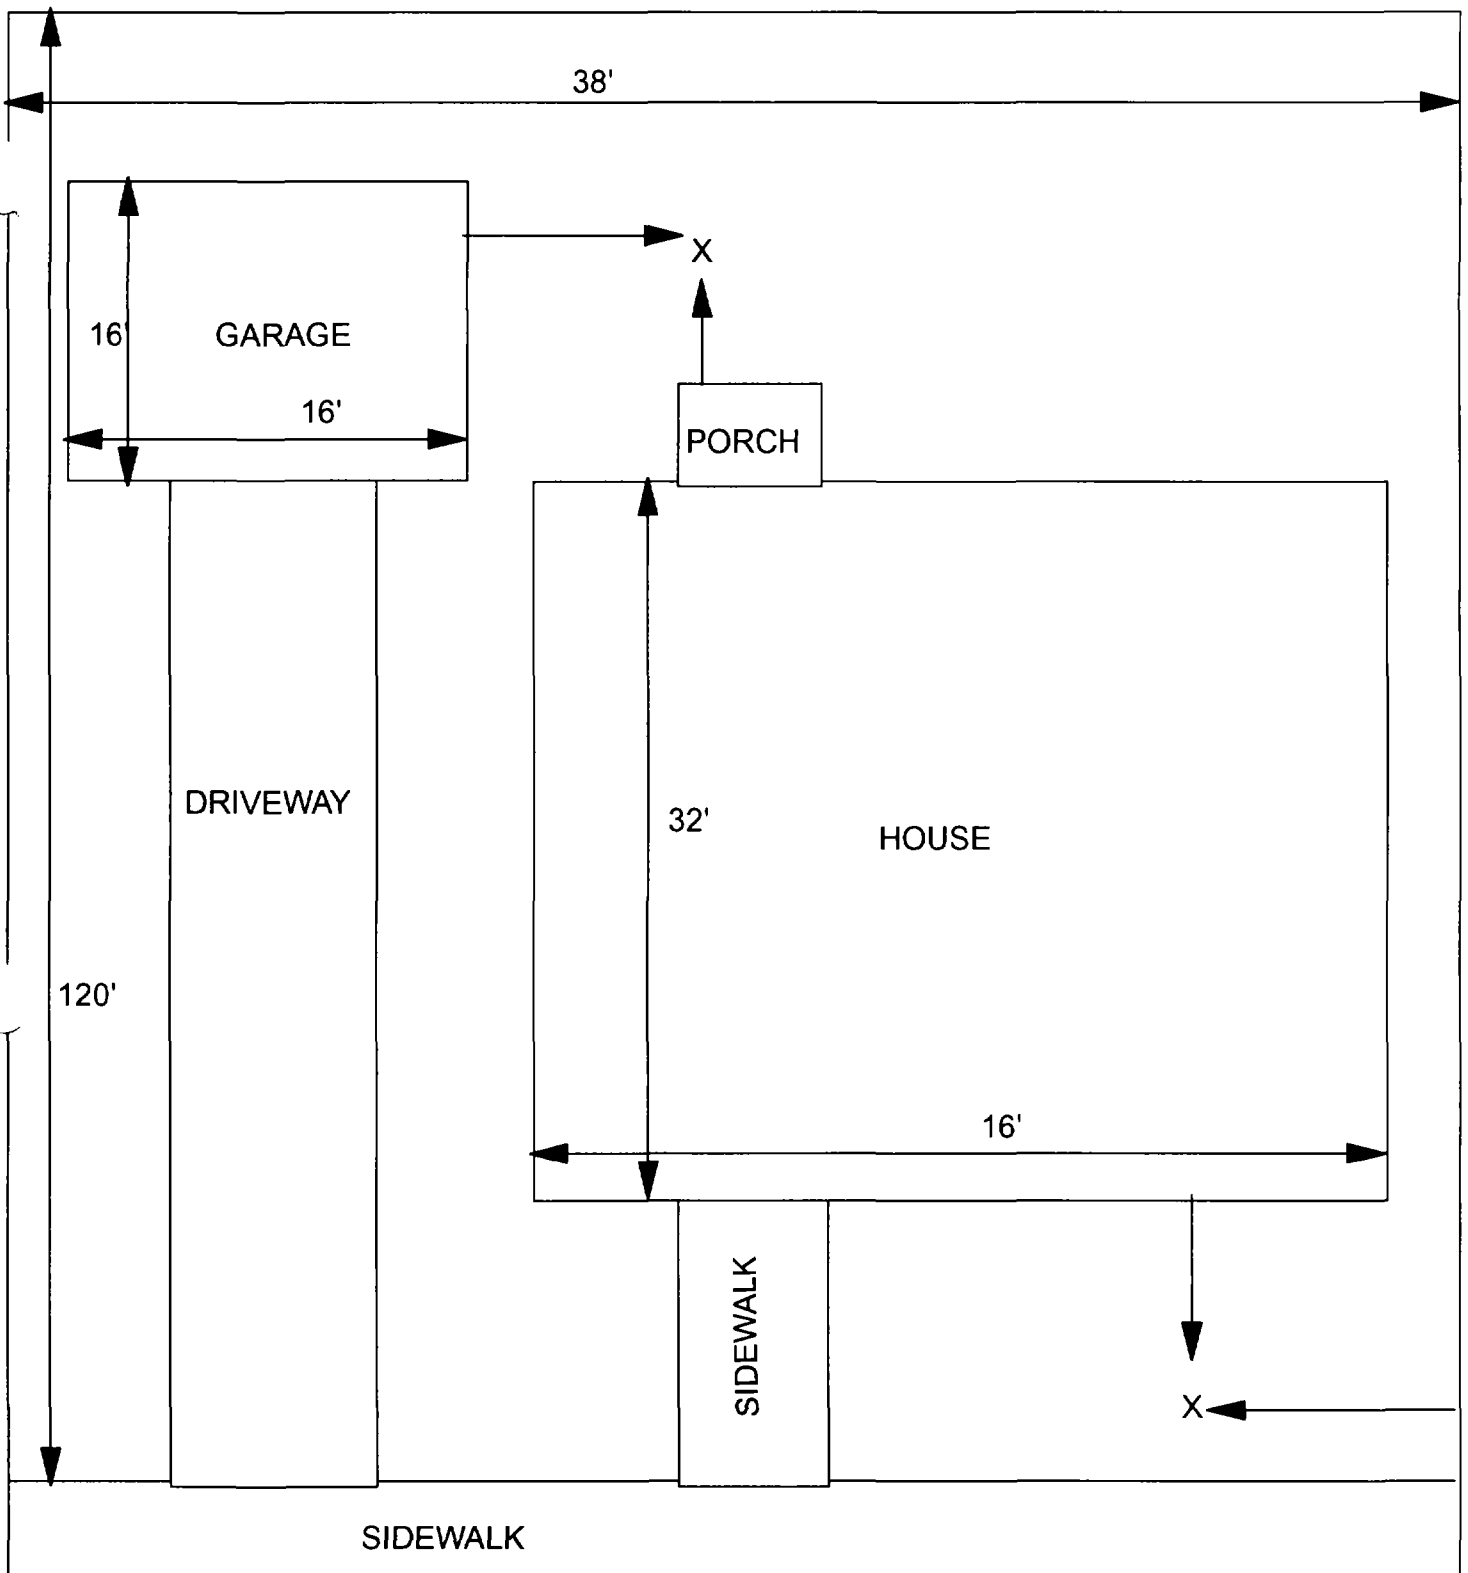 38'
X
16'
GARAGE
16'
PORCH
DRIVEWAY
32'
HOUSE
120'
16'
SIDEWALK
X
SIDEWALK